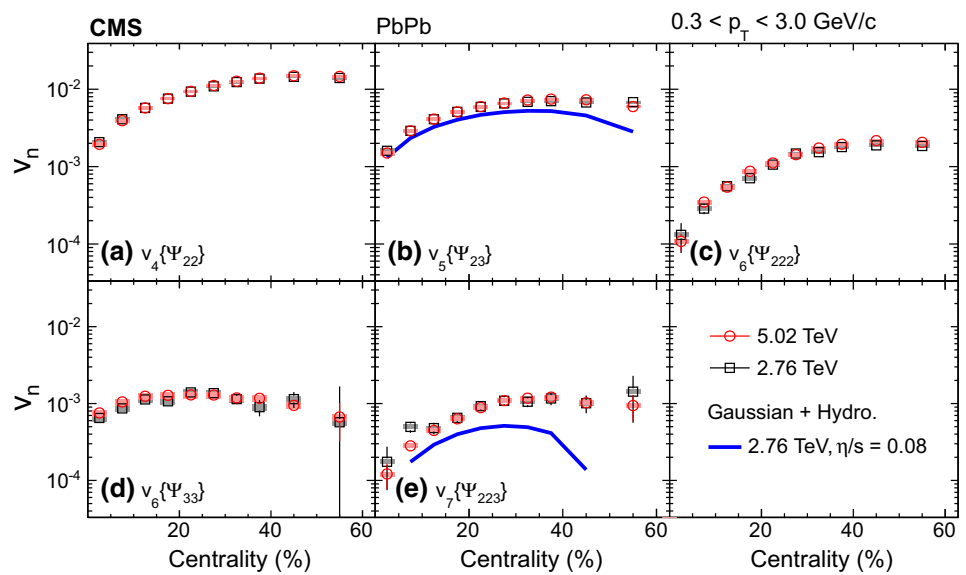 CMS PbPb 0.3 < p_T < 3.0 GeV/c
v_n
10^-2
10^-3
10^-4
(a) v_4{Ψ_22}
(b) v_5{Ψ_23}
(c) v_6{Ψ_222}
v_n
10^-2
10^-3
10^-4
(d) v_6{Ψ_33}
(e) v_7{Ψ_223}
5.02 TeV
2.76 TeV
Gaussian + Hydro.
2.76 TeV, η/s = 0.08
20 40 60
20 40 60
0 20 40 60
Centrality (%) Centrality (%) Centrality (%)